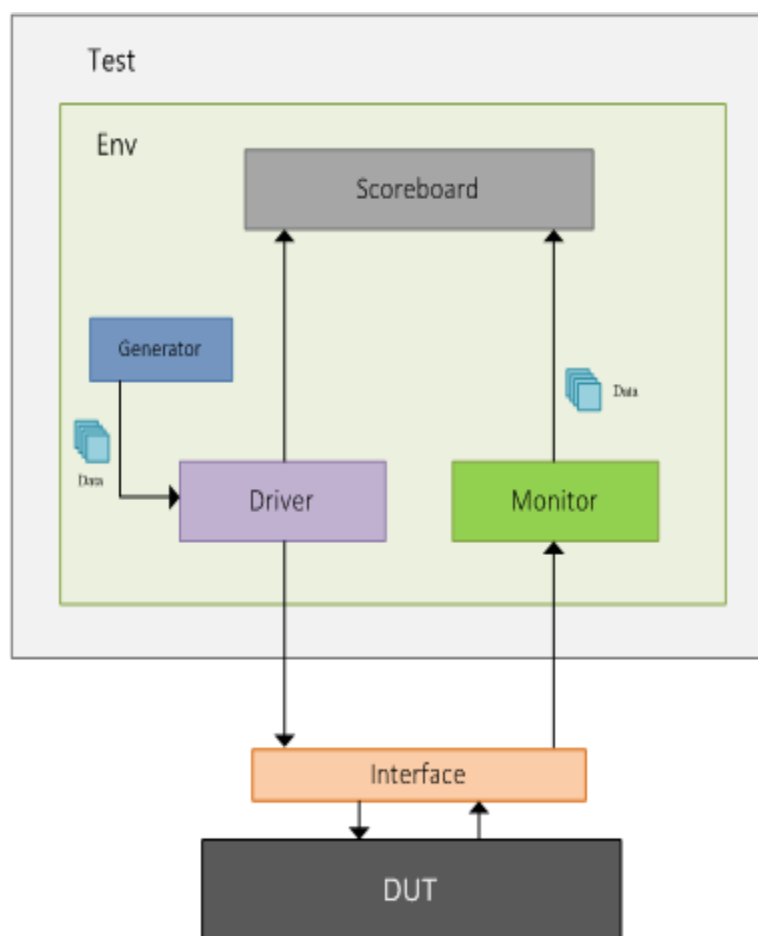 Test
Env
Scoreboard
Generator
Data
Data
Driver
Monitor
Interface
DUT